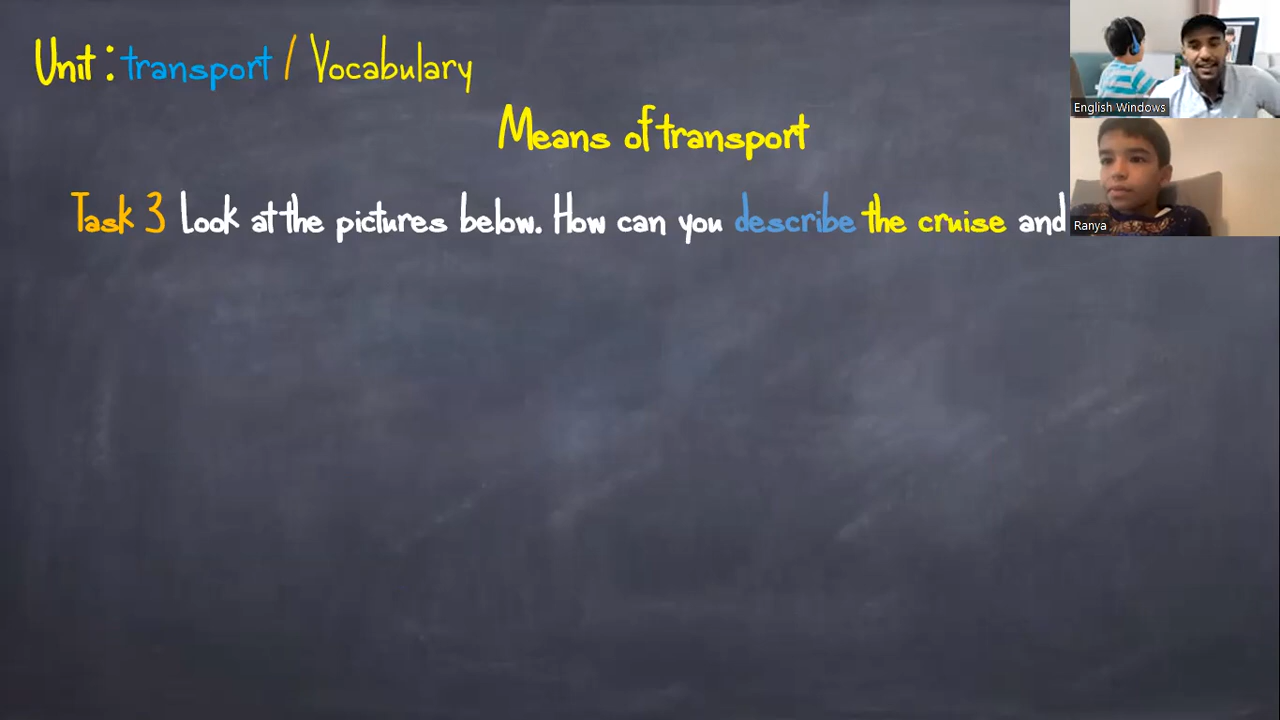 Unit : transport / Vocabulary
Means of transport
Task 3 Look at the pictures below. How can you describe the cruise and
English Windows
Ranya